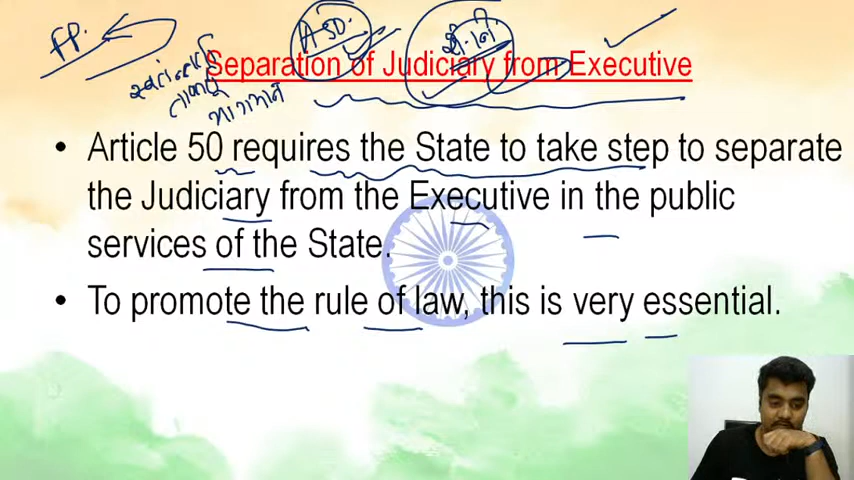 FP.
A-50
Separation of Judiciary from Executive
• Article 50 requires the State to take step to separate
the Judiciary from the Executive in the public
services of the State.
• To promote the rule of law, this is very essential.